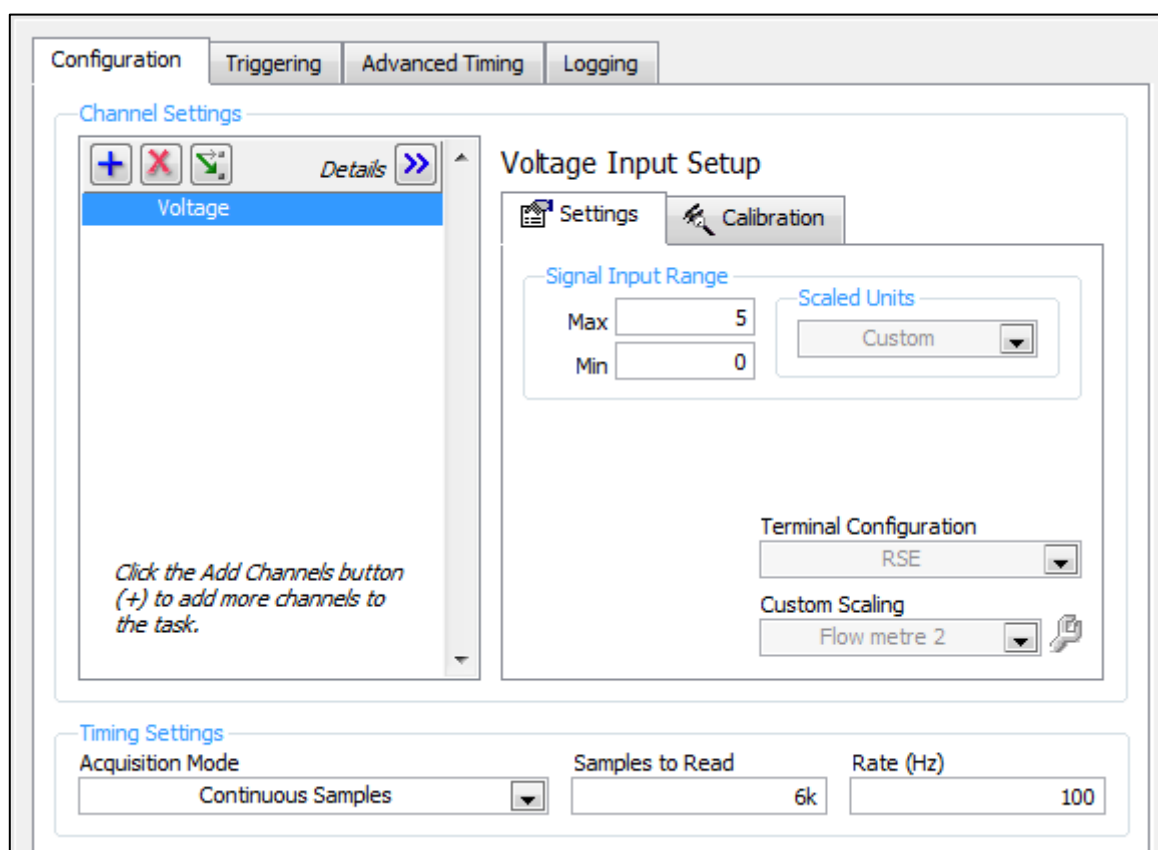 Configuration Triggering Advanced Timing Logging
Channel Settings
Details
Voltage
Click the Add Channels button
(+) to add more channels to
the task.
Voltage Input Setup
Settings Calibration
Signal Input Range
Max 5
Min 0
Scaled Units
Custom
Terminal Configuration
RSE
Custom Scaling
Flow metre 2
Timing Settings
Acquisition Mode Samples to Read Rate (Hz)
Continuous Samples 6k 100